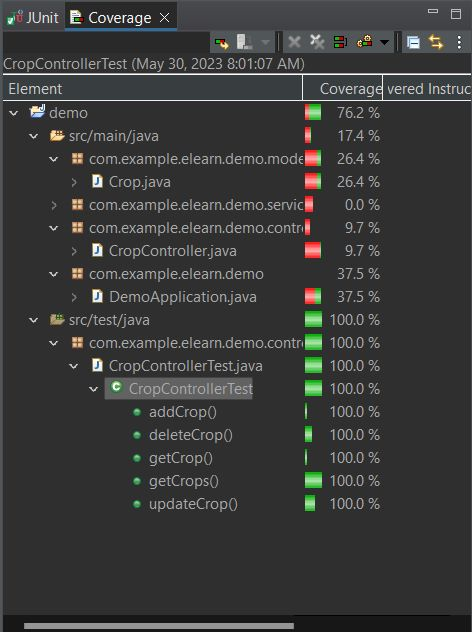 JUnit Coverage
CropControllerTest (May 30, 2023 8:01:07 AM)
Element Coverage vered Instruc
demo 76.2 %
src/main/java 17.4 %
com.example.elearn.demo.mode 26.4 %
Crop.java 26.4 %
com.example.elearn.demo.servic 0.0 %
com.example.elearn.demo.contr 9.7 %
CropController.java 9.7 %
com.example.elearn.demo 37.5 %
DemoApplication.java 37.5 %
src/test/java 100.0 %
com.example.elearn.demo.contr 100.0 %
CropControllerTest.java 100.0 %
CropControllerTest 100.0 %
addCrop() 100.0 %
deleteCrop() 100.0 %
getCrop() 100.0 %
getCrops() 100.0 %
updateCrop() 100.0 %